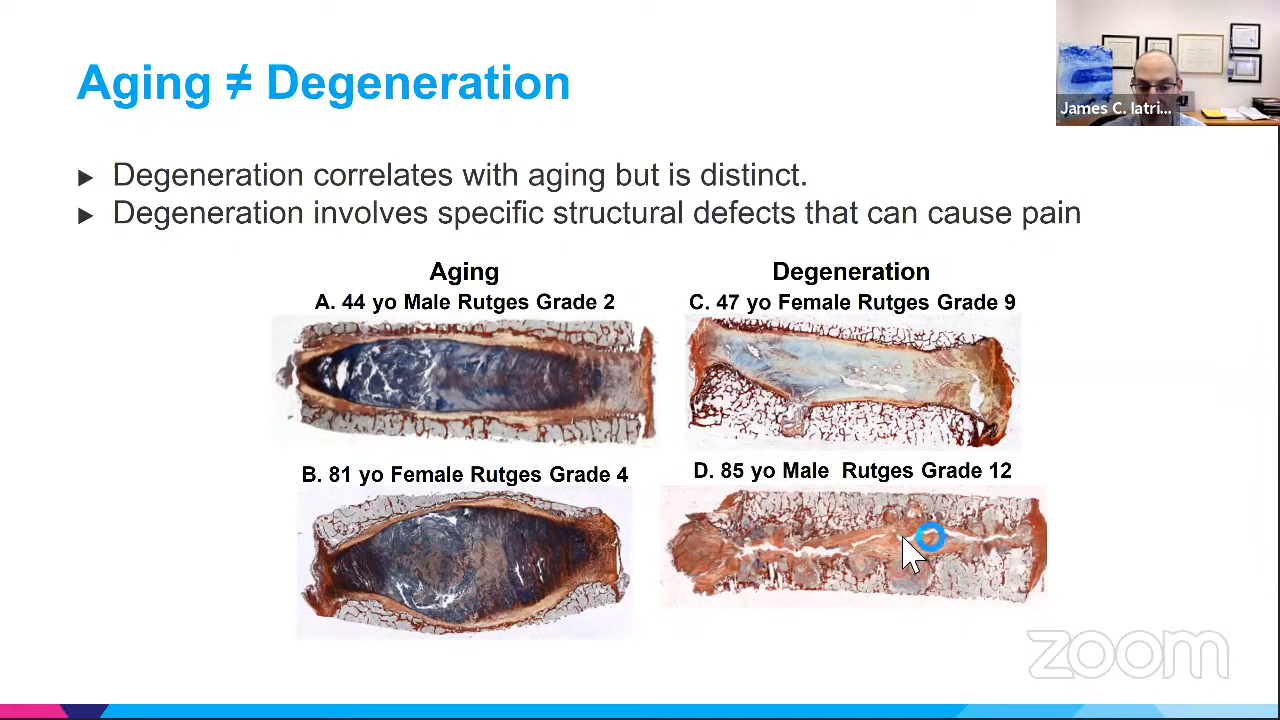 Aging ≠ Degeneration
James C. Iatri...
▶ Degeneration correlates with aging but is distinct.
▶ Degeneration involves specific structural defects that can cause pain
Aging
Degeneration
A. 44 yo Male Rutges Grade 2
C. 47 yo Female Rutges Grade 9
B. 81 yo Female Rutges Grade 4
D. 85 yo Male Rutges Grade 12
zoom